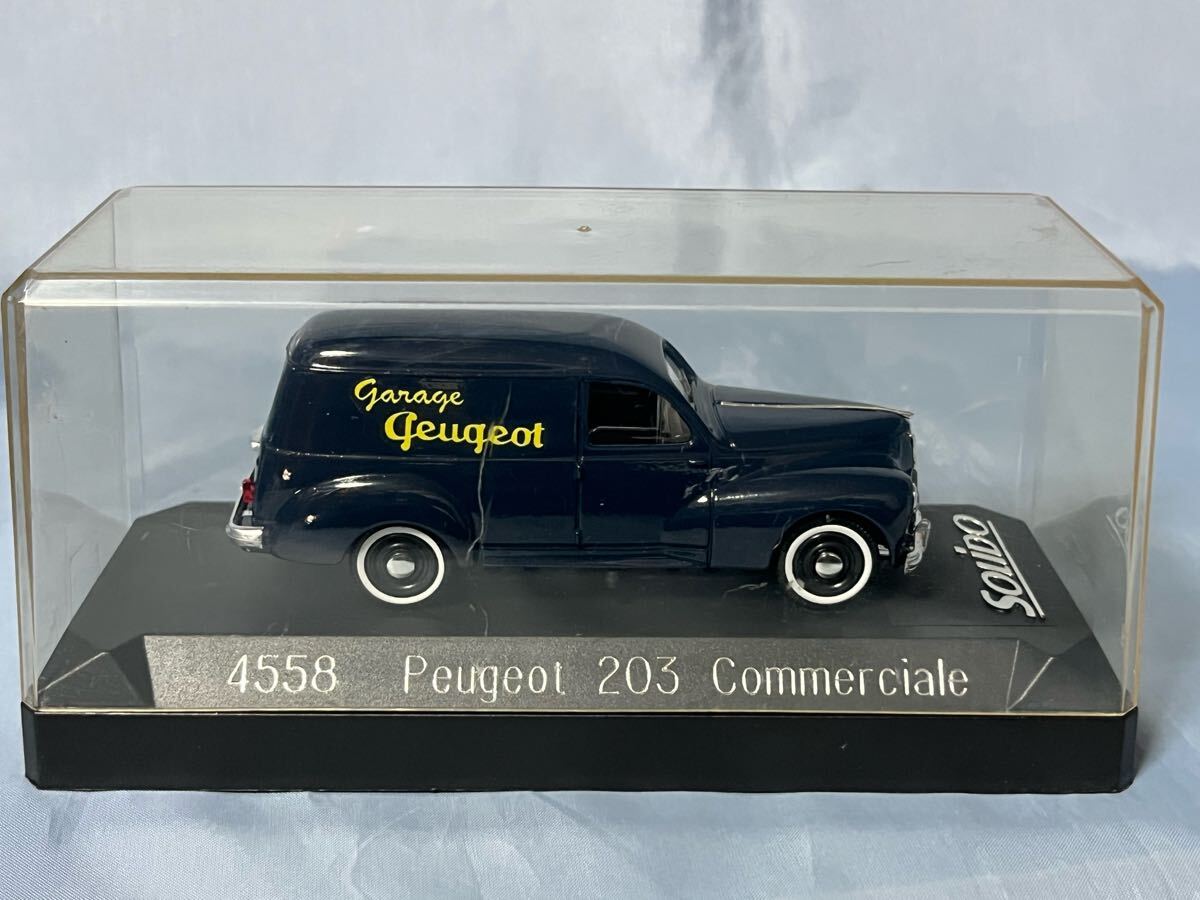 Garage
Peugeot
Solido
4558 Peugeot 203 Commerciale